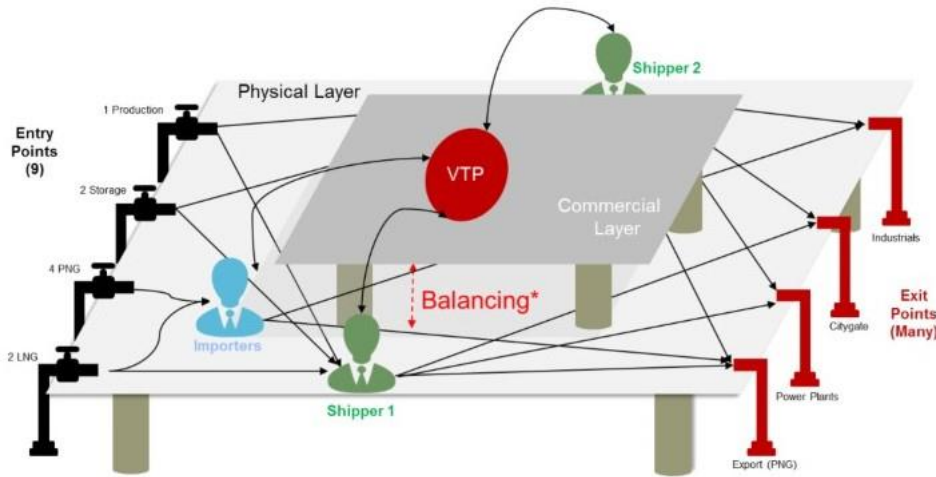 Shipper 2
Physical Layer
1 Production
Entry
Points
(9)
VTP
2 Storage
Commercial
Layer
Industrials
4 PNG
Balancing*
Exit
Points
(Many)
Citygate
Importers
2 LNG
Power Plants
Shipper 1
Export (PNG)